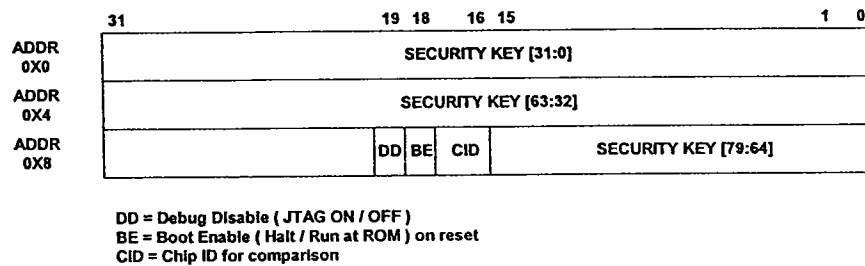 31 19 18 16 15 1 0
ADDR
0X0
SECURITY KEY [31:0]
ADDR
0X4
SECURITY KEY [63:32]
ADDR
0X8
DD BE CID SECURITY KEY [79:64]
DD = Debug Disable ( JTAG ON / OFF )
BE = Boot Enable ( Halt / Run at ROM ) on reset
CID = Chip ID for comparison